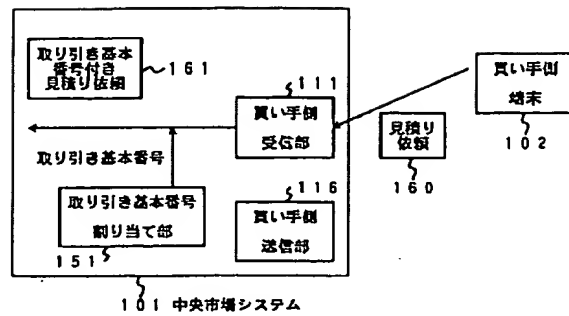 取り引き基本
番号付き
見積り依頼
161
111
買い手側
受信部
買い手側
端末
102
見積り
依頼
160
取り引き基本番号
116
取り引き基本番号
割り当て部
151
買い手側
送信部
101 中央市場システム